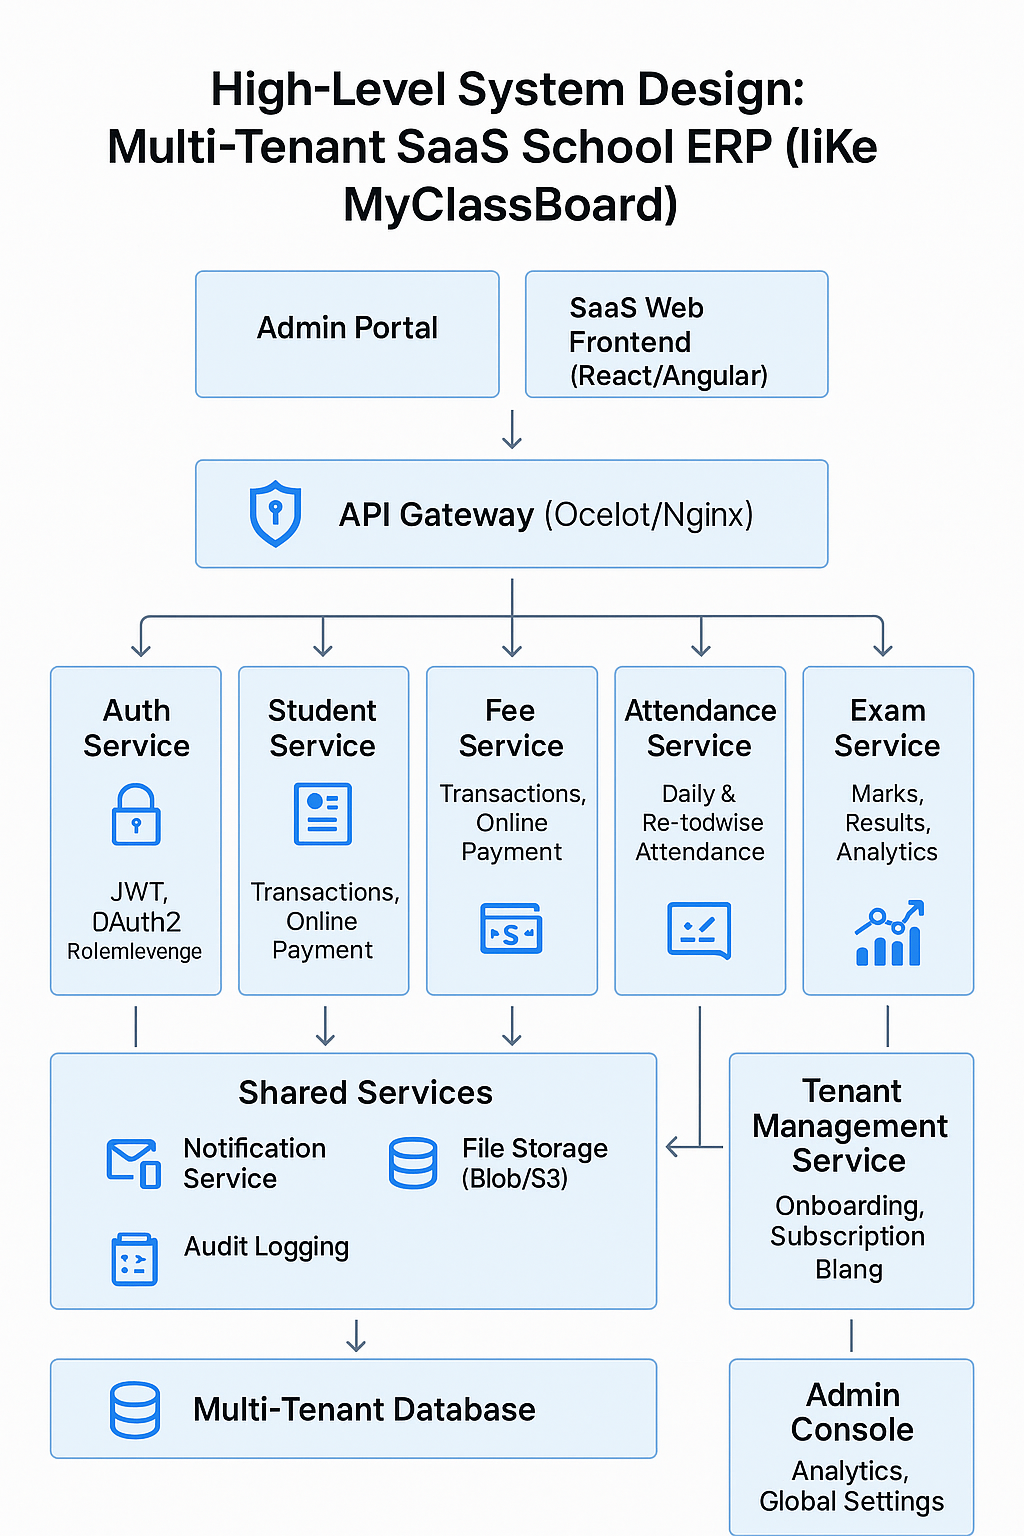 High-Level System Design:
Multi-Tenant SaaS School ERP (liKe
MyClassBoard)
Admin Portal
SaaS Web
Frontend
(React/Angular)
API Gateway (Ocelot/Nginx)
Auth
Service
JWT,
OAuth2
Rolemlevenge
Student
Service
Transactions,
Online
Payment
Fee
Service
Transactions,
Online
Payment
S
Attendance
Service
Daily &
Re-todwise
Attendance
Exam
Service
Marks,
Results,
Analytics
Shared Services
Notification
Service
File Storage
(Blob/S3)
Audit Logging
Tenant
Management
Service
Onboarding,
Subscription
Blang
Multi-Tenant Database
Admin
Console
Analytics,
Global Settings